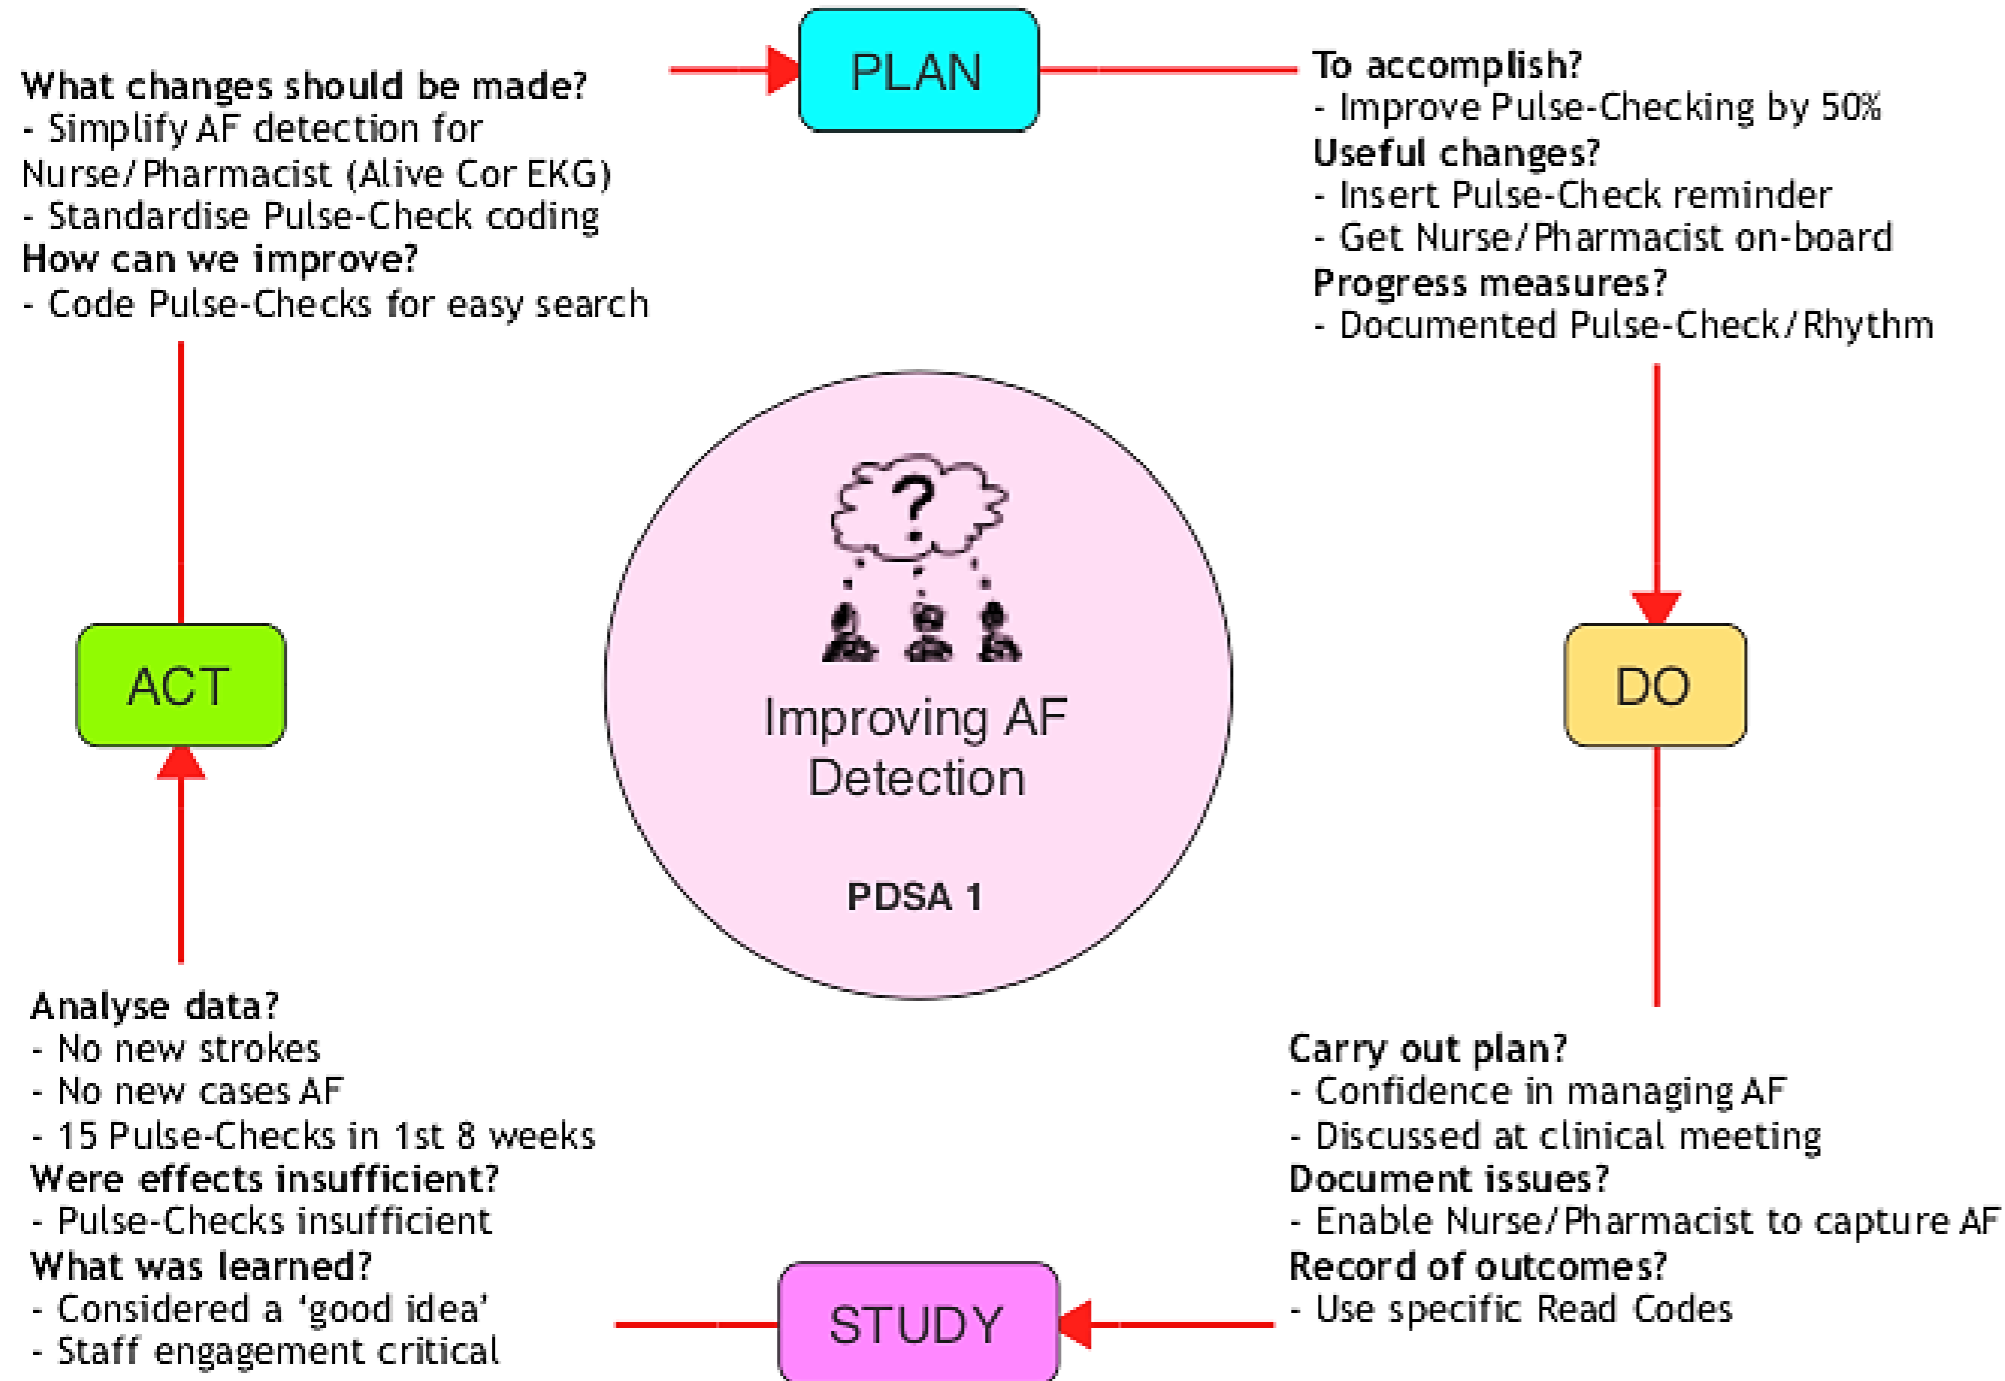 PLAN
To accomplish?
- Improve Pulse-Checking by 50%
Useful changes?
- Insert Pulse-Check reminder
- Get Nurse/Pharmacist on-board
Progress measures?
- Documented Pulse-Check/Rhythm
DO
Carry out plan?
- Confidence in managing AF
- Discussed at clinical meeting
Document issues?
- Enable Nurse/Pharmacist to capture AF
Record of outcomes?
- Use specific Read Codes
STUDY
Analyse data?
- No new strokes
- No new cases AF
- 15 Pulse-Checks in 1st 8 weeks
Were effects insufficient?
- Pulse-Checks insufficient
What was learned?
- Considered a ‘good idea’
- Staff engagement critical
ACT
What changes should be made?
- Simplify AF detection for
Nurse/Pharmacist (Alive Cor EKG)
- Standardise Pulse-Check coding
How can we improve?
- Code Pulse-Checks for easy search
?
Improving AF
Detection
PDSA 1